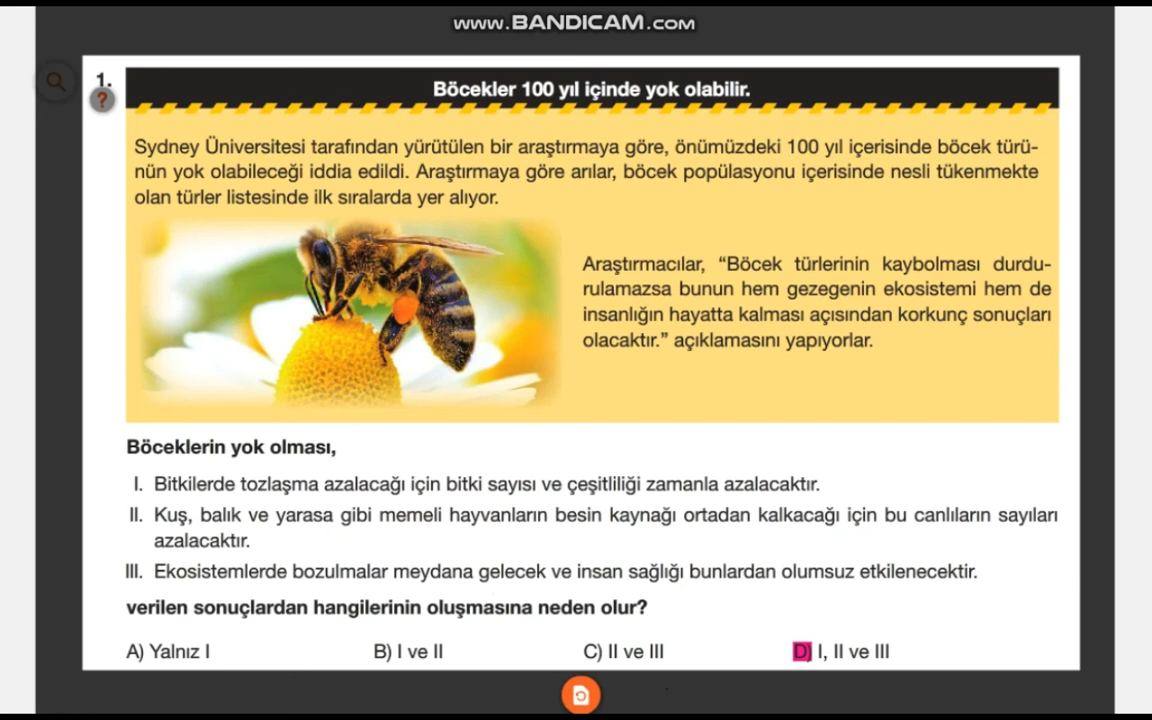 www.BANDICAM.com
1.
?
Böcekler 100 yıl içinde yok olabilir.
Sydney Üniversitesi tarafından yürütülen bir araştırmaya göre, önümüzdeki 100 yıl içerisinde böcek türü-
nün yok olabileceği iddia edildi. Araştırmaya göre arılar, böcek popülasyonu içerisinde nesli tükenmekte
olan türler listesinde ilk sıralarda yer alıyor.
Araştırmacılar, “Böcek türlerinin kaybolması durdu-
rulamazsa bunun hem gezegenin ekosistemi hem de
insanlığın hayatta kalması açısından korkunç sonuçları
olacaktır.” açıklamasını yapıyorlar.
Böceklerin yok olması,
I. Bitkilerde tozlaşma azalacağı için bitki sayısı ve çeşitliliği zamanla azalacaktır.
II. Kuş, balık ve yarasa gibi memeli hayvanların besin kaynağı ortadan kalkacağı için bu canlıların sayıları
azalacaktır.
III. Ekosistemlerde bozulmalar meydana gelecek ve insan sağlığı bunlardan olumsuz etkilenecektir.
verilen sonuçlardan hangilerinin oluşmasına neden olur?
A) Yalnız I B) I ve II C) II ve III D) I, II ve III